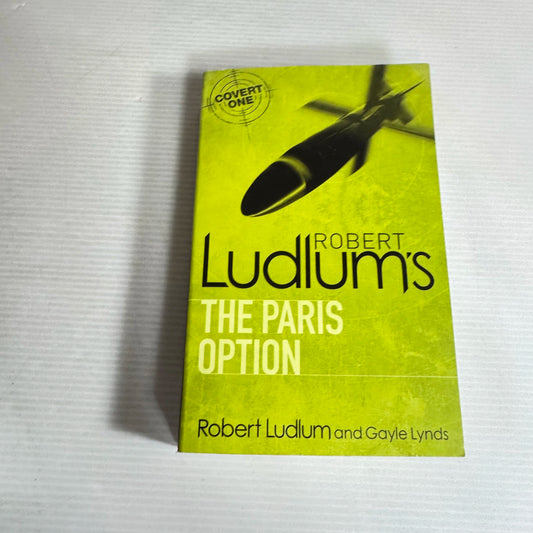 COVERT
ONE
ROBERT
Ludlum's
THE PARIS
OPTION
Robert Ludlum and Gayle Lynds